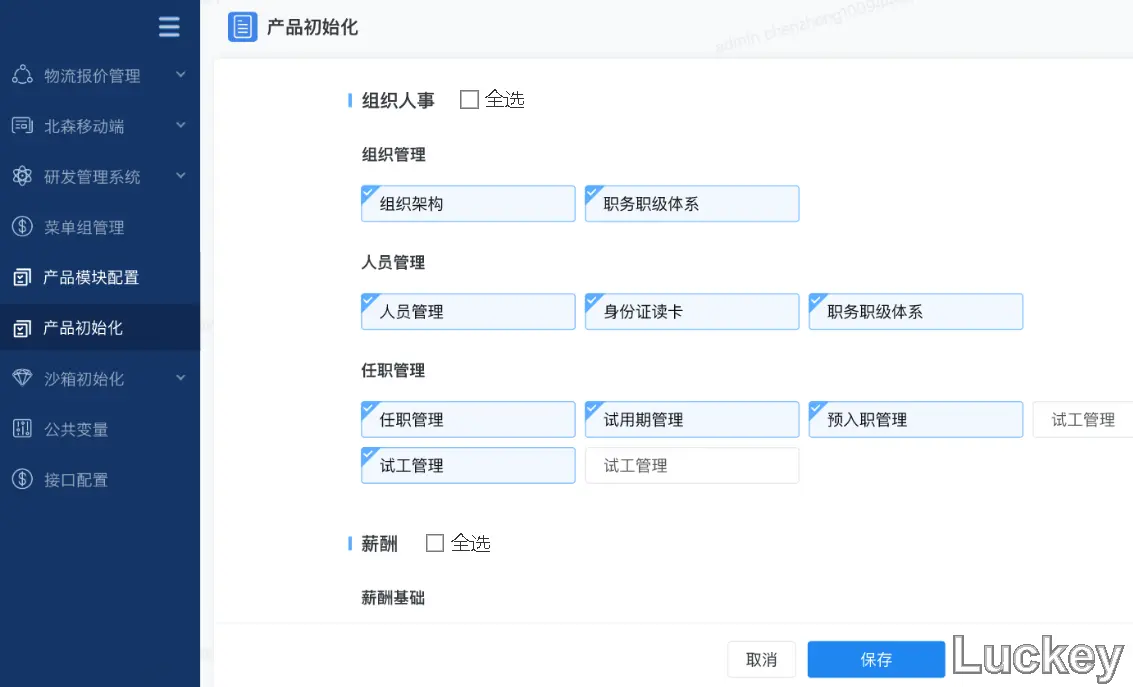 产品初始化
物流报价管理
北森移动端
研发管理系统
菜单组管理
产品模块配置
产品初始化
沙箱初始化
公共变量
接口配置
组织人事 全选
组织管理
组织架构 职务职级体系
人员管理
人员管理 身份证读卡 职务职级体系
任职管理
任职管理 试用期管理 预入职管理 试工管理
试工管理 试工管理
薪酬 全选
薪酬基础
取消 保存
Luckey